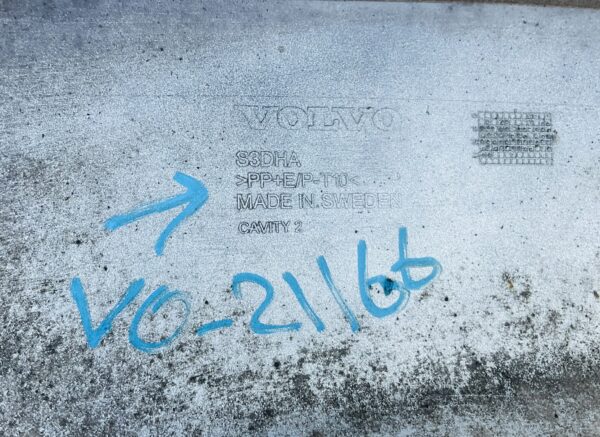 VOLVO
S3DHA
>PP+E/P-T10<
MADE IN SWEDEN
CAVITY 2
VO-21166